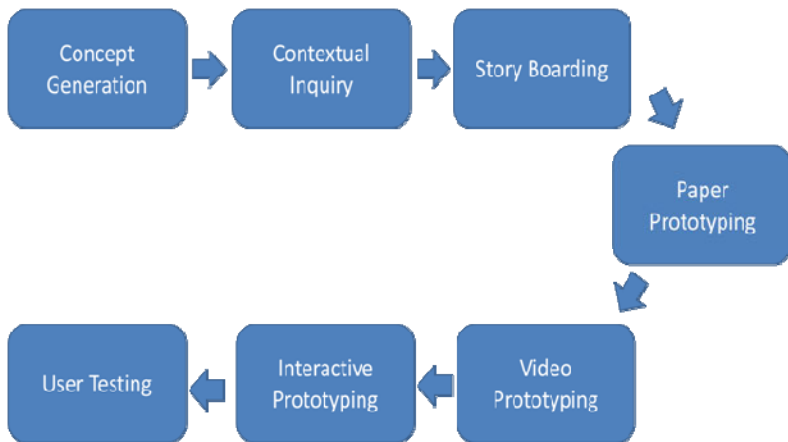 Concept
Generation
Contextual
Inquiry
Story Boarding
Paper
Prototyping
Video
Prototyping
Interactive
Prototyping
User Testing